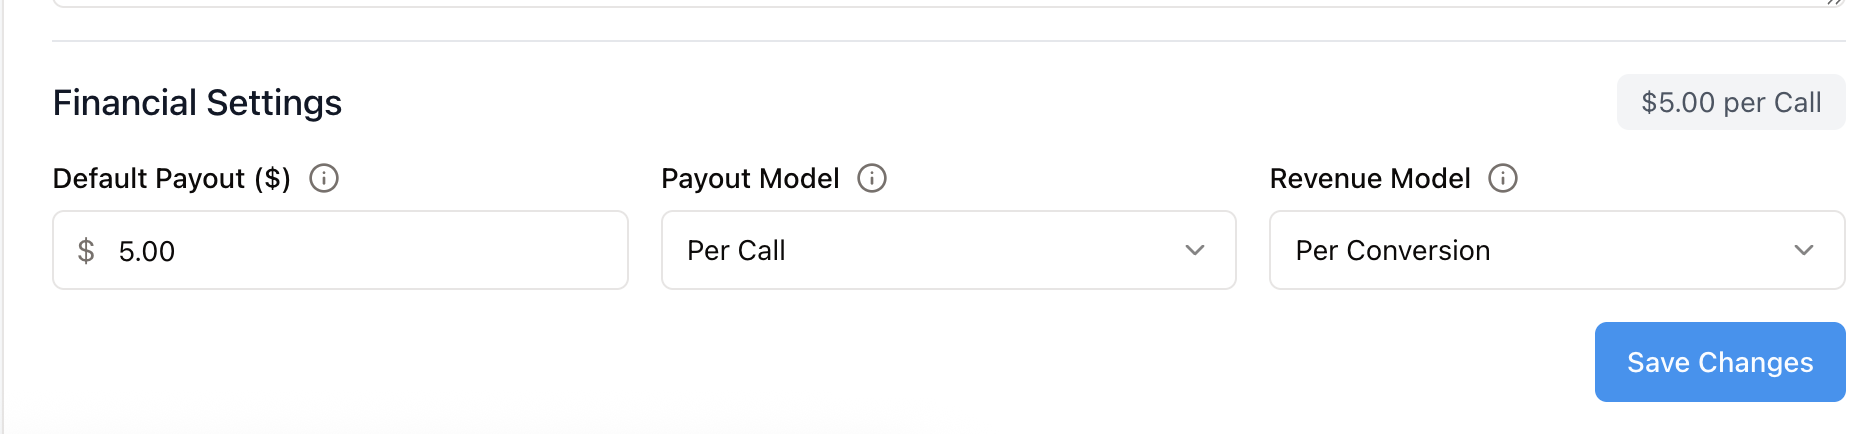 Financial Settings
$5.00 per Call
Default Payout ($)
Payout Model
Revenue Model
$ 5.00
Per Call
Per Conversion
Save Changes